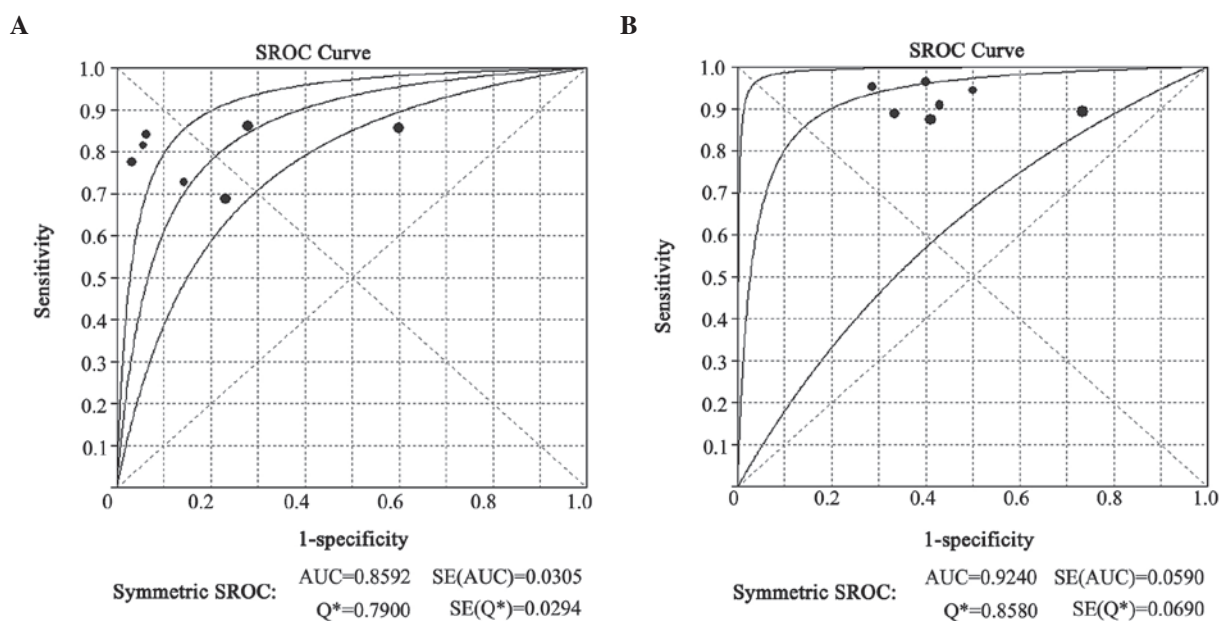 A
SROC Curve
1.0
0.9
0.8
0.7
0.6
0.5
0.4
0.3
0.2
0.1
Sensitivity
0 0.2 0.4 0.6 0.8 1.0
1-specificity
Symmetric SROC:
AUC=0.8592 SE(AUC)=0.0305
Q*=0.7900 SE(Q*)=0.0294
B
SROC Curve
1.0
0.9
0.8
0.7
0.6
0.5
0.4
0.3
0.2
0.1
Sensitivity
0 0.2 0.4 0.6 0.8 1.0
1-specificity
Symmetric SROC:
AUC=0.9240 SE(AUC)=0.0590
Q*=0.8580 SE(Q*)=0.0690